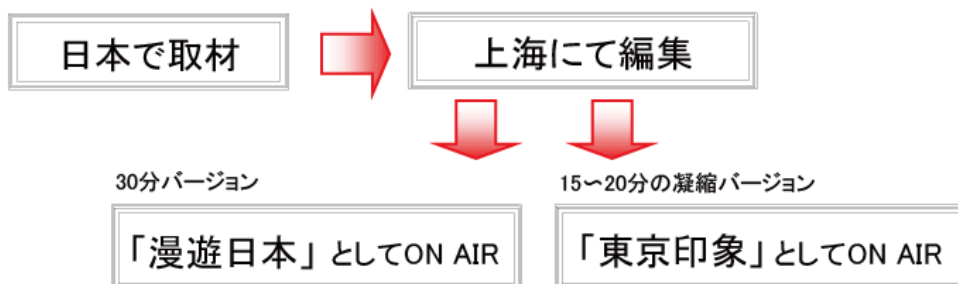 日本で取材
上海にて編集
30分バージョン
15～20分の凝縮バージョン
「漫遊日本」としてON AIR
「東京印象」としてON AIR